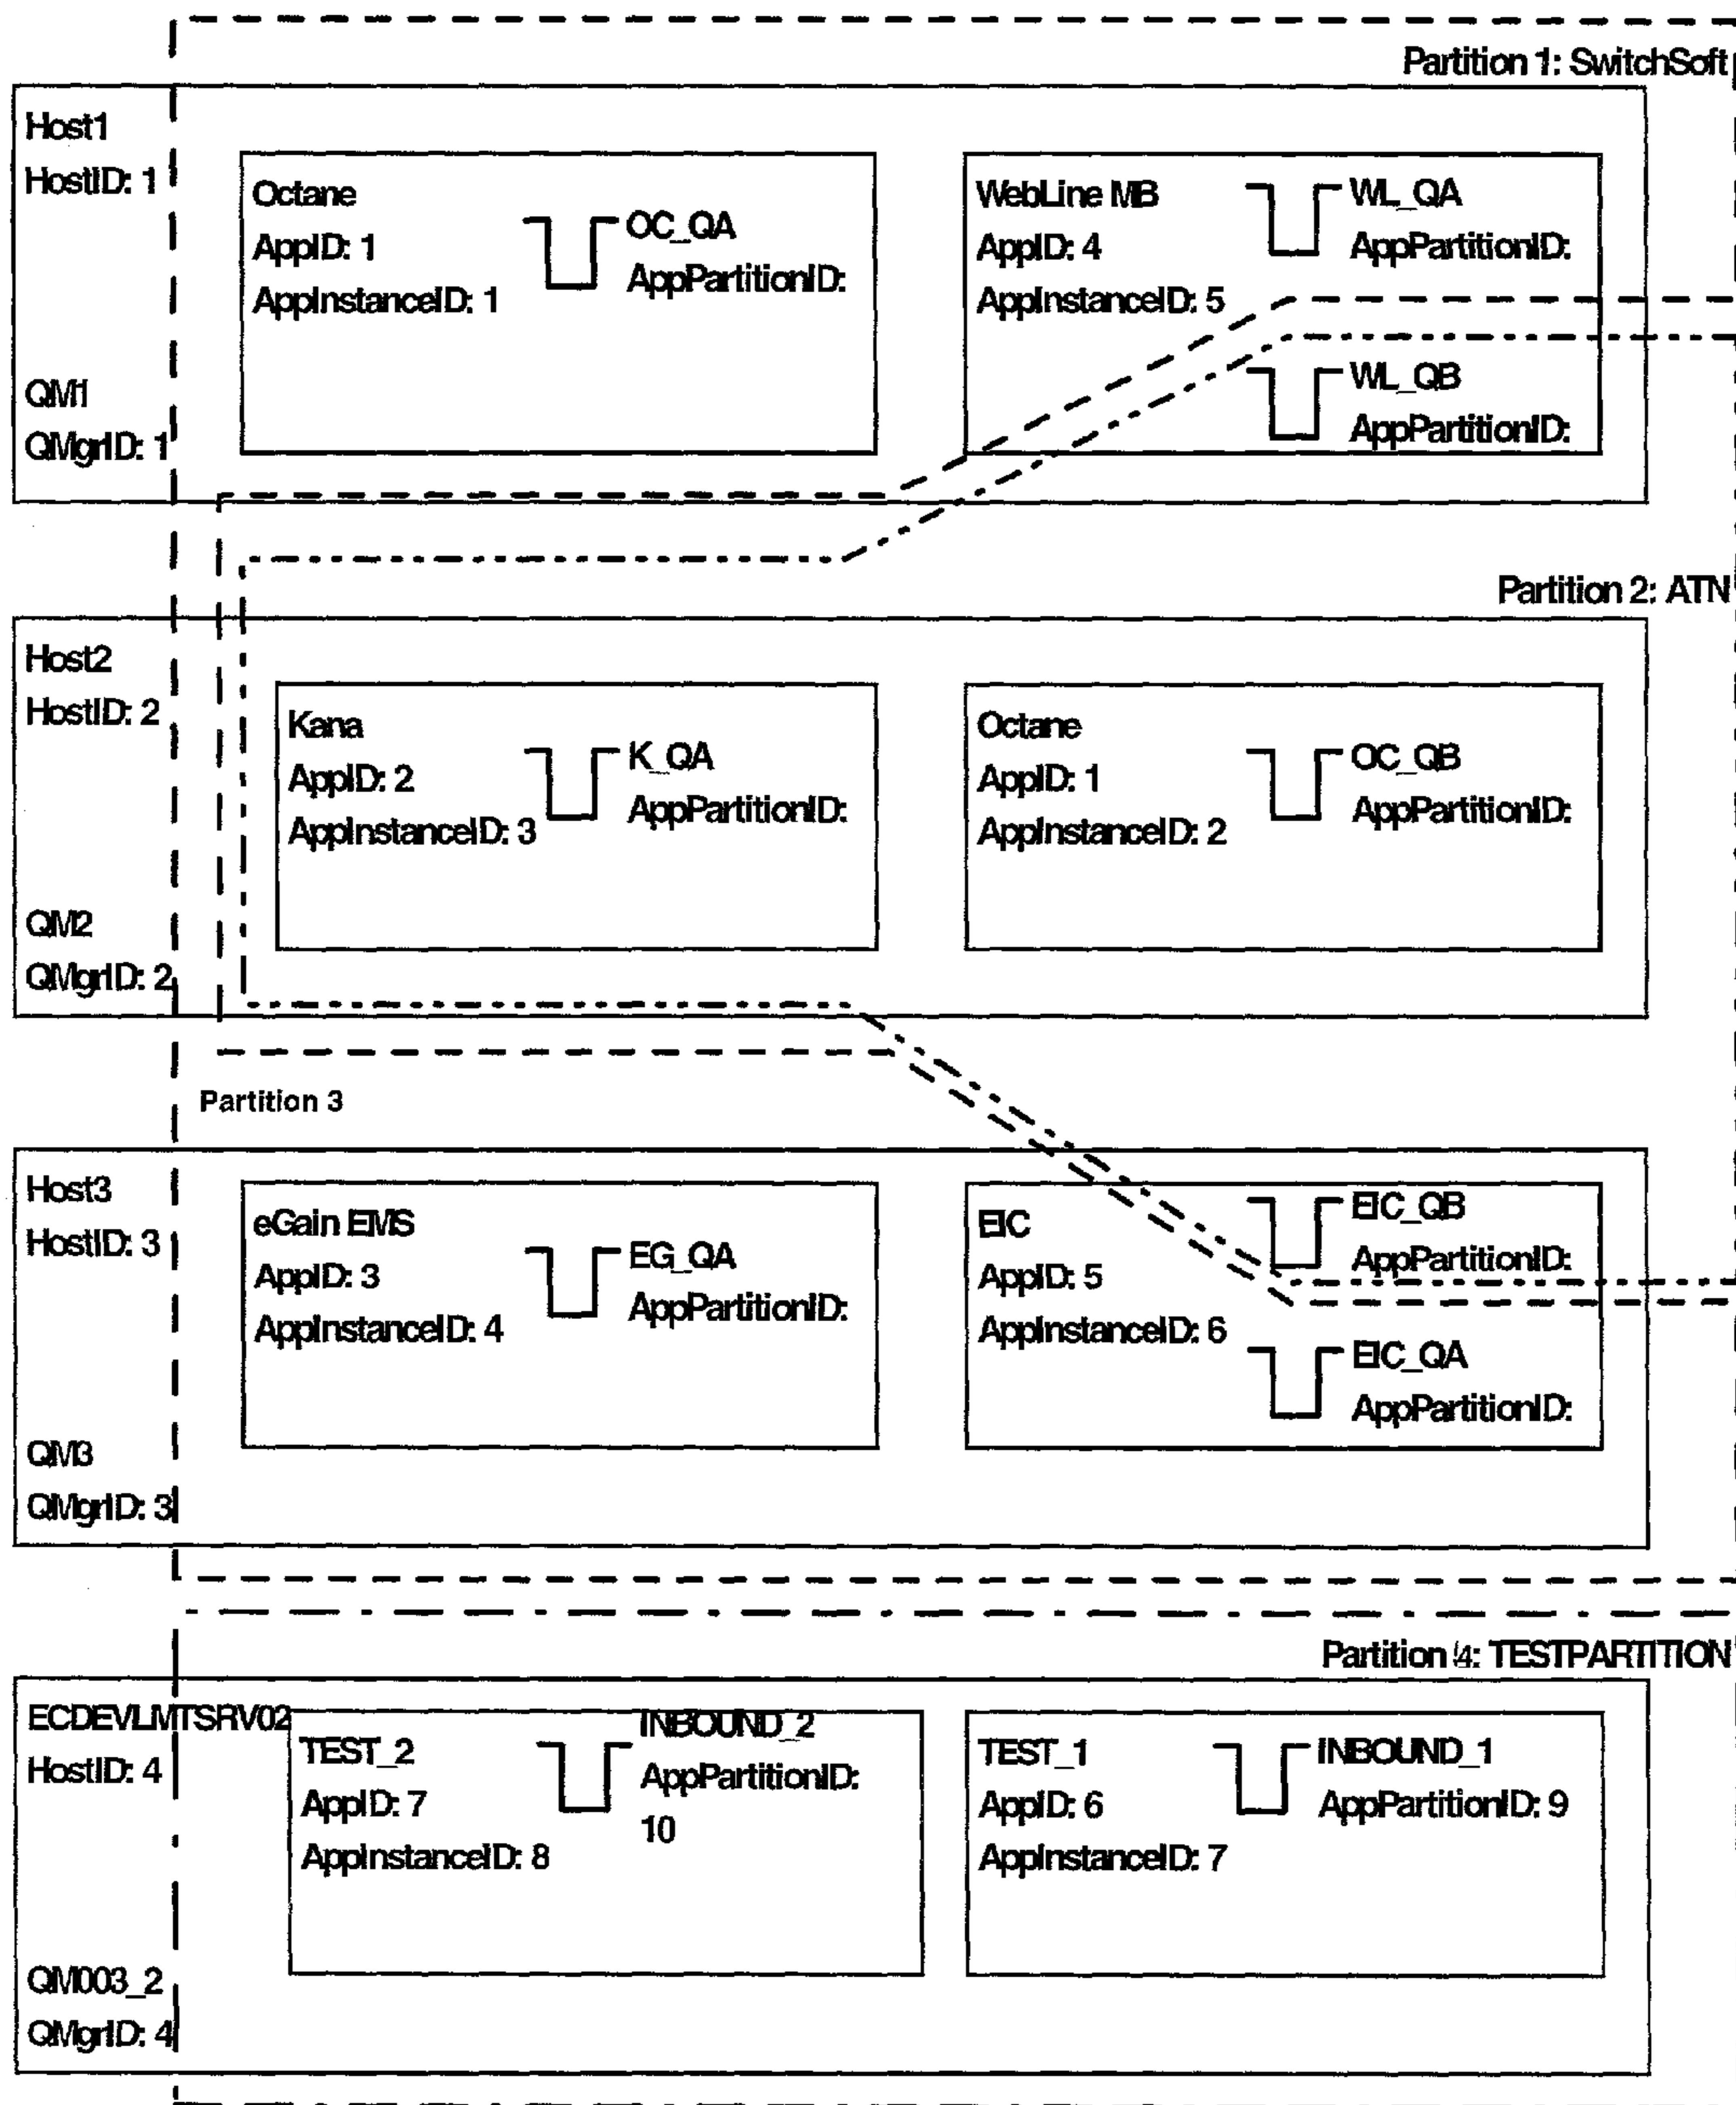 Partition 1: SwitchSoft
Host1
HostID: 1
QM1
QMgrID: 1
Octane
AppID: 1
AppInstanceID: 1
OC_QA
AppPartitionID:
WebLine MB
AppID: 4
AppInstanceID: 5
WL_QA
AppPartitionID:
WL_QB
AppPartitionID:
Partition 2: ATN
Host2
HostID: 2
QM2
QMgrID: 2
Kana
AppID: 2
AppInstanceID: 3
K_QA
AppPartitionID:
Octane
AppID: 1
AppInstanceID: 2
OC_QB
AppPartitionID:
Partition 3
Host3
HostID: 3
QM3
QMgrID: 3
eGain EMS
AppID: 3
AppInstanceID: 4
EG_QA
AppPartitionID:
EIC
AppID: 5
AppInstanceID: 6
EIC_QB
AppPartitionID:
EIC_QA
AppPartitionID:
Partition 4: TESTPARTITION
ECDEVLMTSRV02
HostID: 4
QM003_2
QMgrID: 4
TEST_2
AppID: 7
AppInstanceID: 8
INBOUND_2
AppPartitionID:
10
TEST_1
AppID: 6
AppInstanceID: 7
INBOUND_1
AppPartitionID: 9